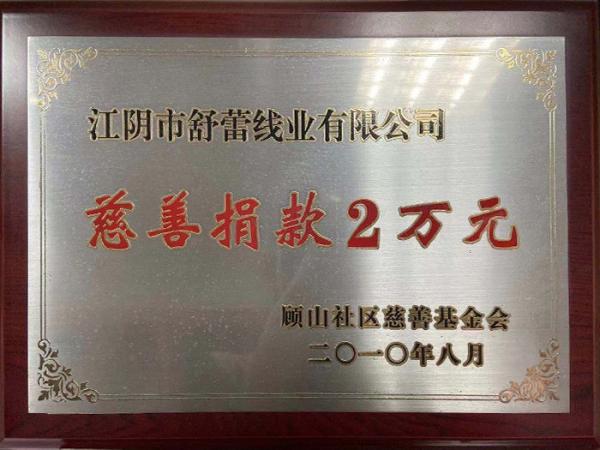 江阴市舒蕾线业有限公司
慈善捐款2万元
顾山社区慈善基金会
二〇一〇年八月